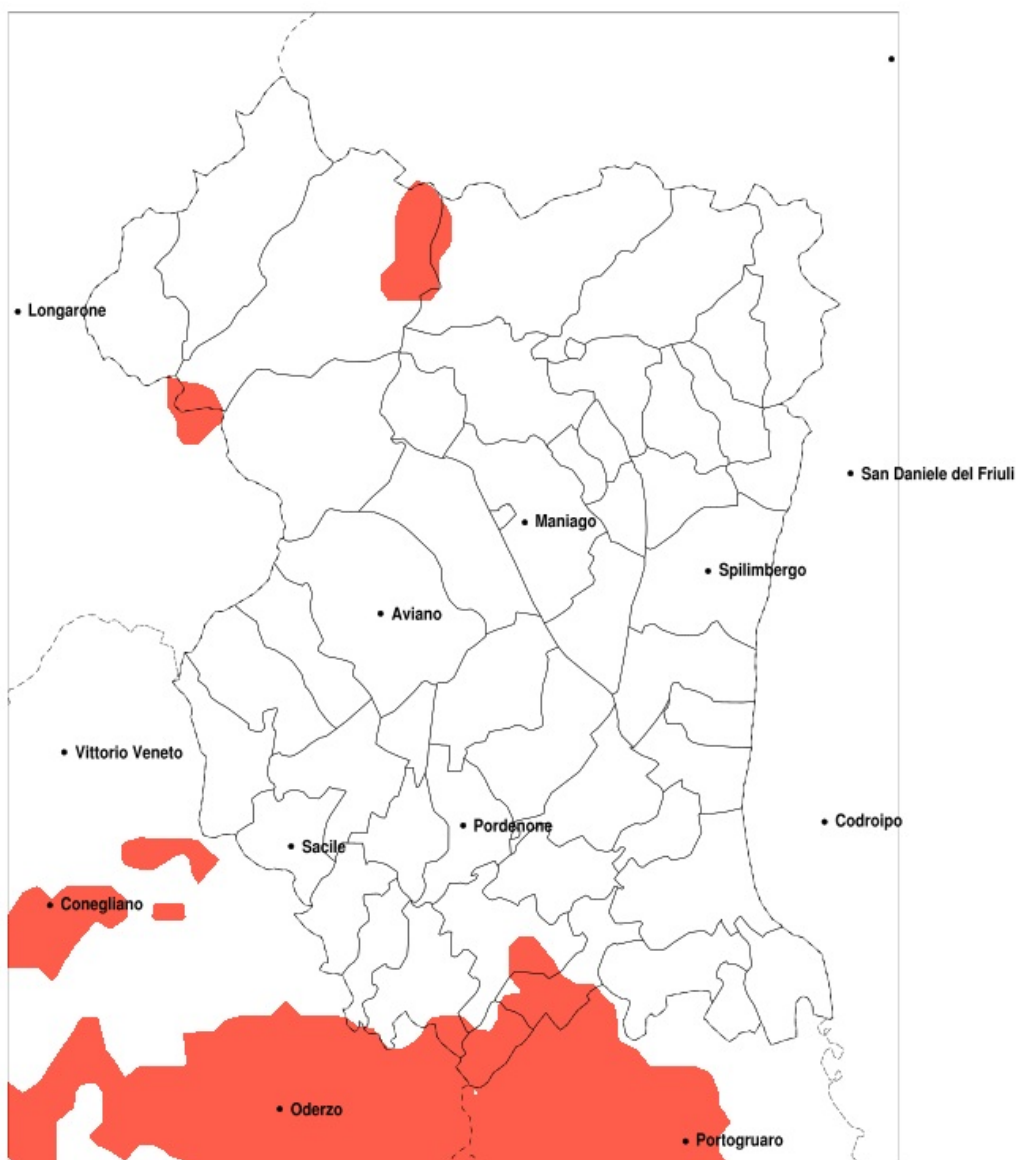 Longarone
San Daniele del Friuli
Maniago
Spilimbergo
Aviano
Vittorio Veneto
Codroipo
Pordenone
Sacile
Conegliano
Oderzo
Portogruaro